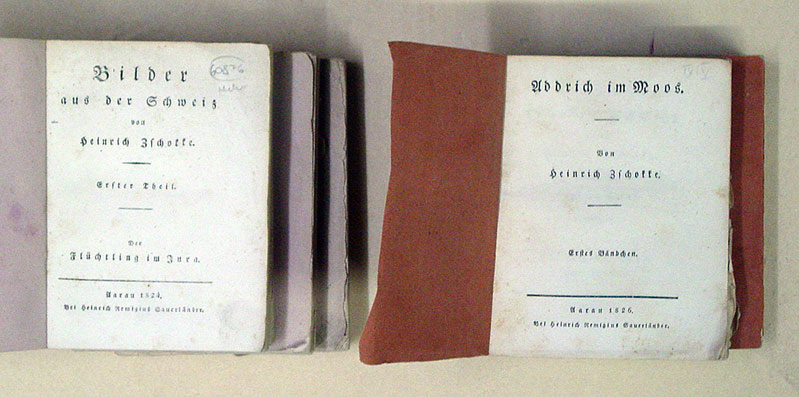 Bilder
aus der Schweiz
von
Heinrich Zschokke.
Erster Theil.
Der
Flüchtling im Jura.
Aarau 1824.
Bei Heinrich Remigius Sauerländer.
Addrich im Moos.
Von
Heinrich Zschokke.
Erstes Bändchen.
Aarau 1826.
Bei Heinrich Remigius Sauerländer.